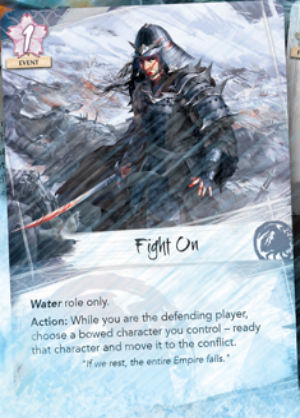 1
EVENT
Fight On
Water role only.
Action: While you are the defending player,
choose a bowed character you control – ready
that character and move it to the conflict.
"If we rest, the entire Empire falls."